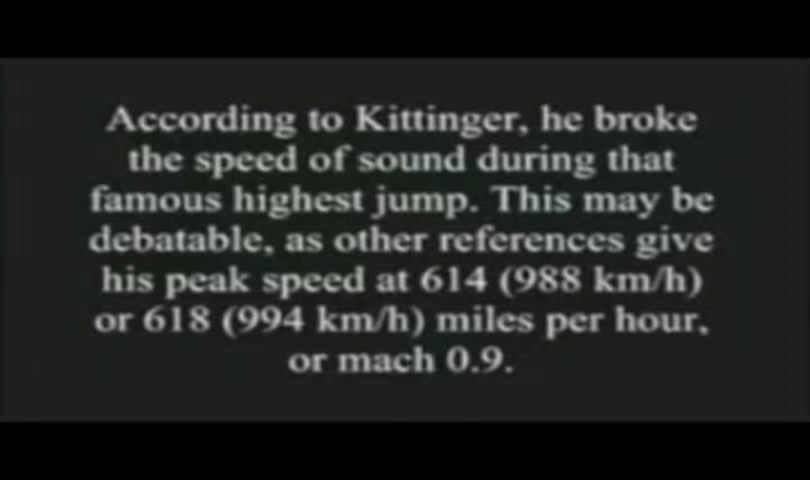 According to Kittinger, he broke
the speed of sound during that
famous highest jump. This may be
debatable, as other references give
his peak speed at 614 (988 km/h)
or 618 (994 km/h) miles per hour,
or mach 0.9.